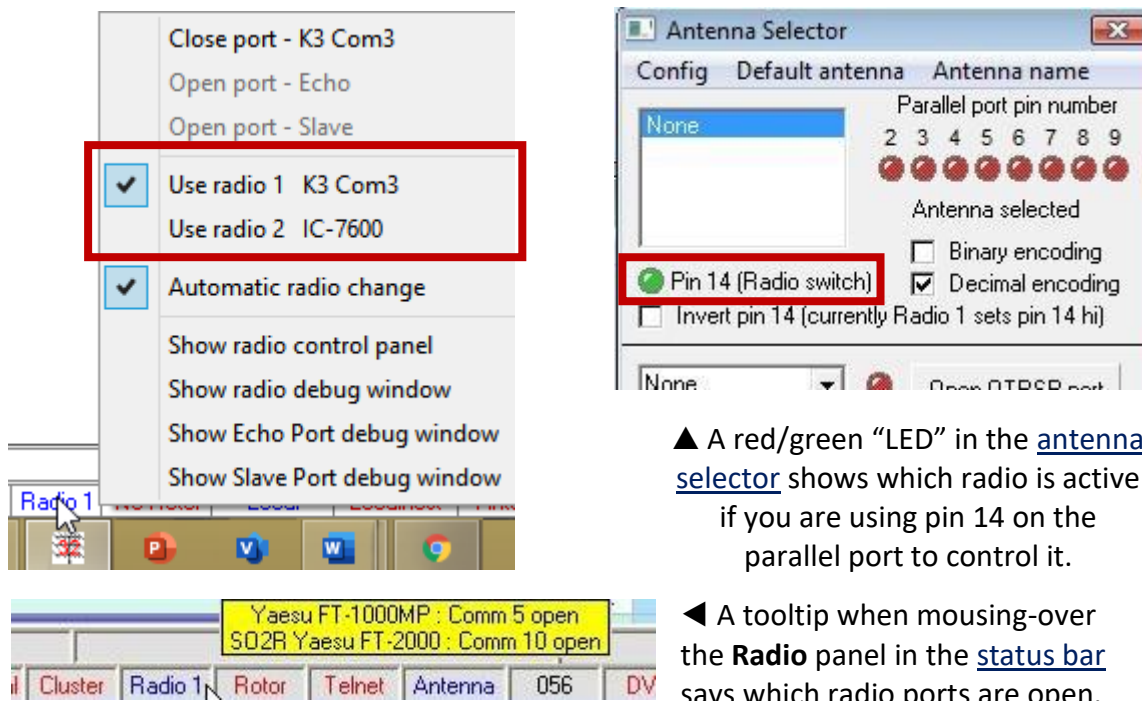 Close port - K3 Com3
Open port - Echo
Open port - Slave
Use radio 1 K3 Com3
Use radio 2 IC-7600
Automatic radio change
Show radio control panel
Show radio debug window
Show Echo Port debug window
Show Slave Port debug window
Radio 1
Antenna Selector
Config Default antenna Antenna name
None
Parallel port pin number
2 3 4 5 6 7 8 9
Antenna selected
Binary encoding
Pin 14 (Radio switch)
Decimal encoding
Invert pin 14 (currently Radio 1 sets pin 14 hi)
None
▲ A red/green “LED” in the antenna
selector shows which radio is active
if you are using pin 14 on the
parallel port to control it.
Yaesu FT-1000MP : Comm 5 open
SO2R Yaesu FT-2000 : Comm 10 open
Cluster Radio 1 Rotor Telnet Antenna 056 DV
◀ A tooltip when mousing-over
the Radio panel in the status bar
says which radio ports are open.